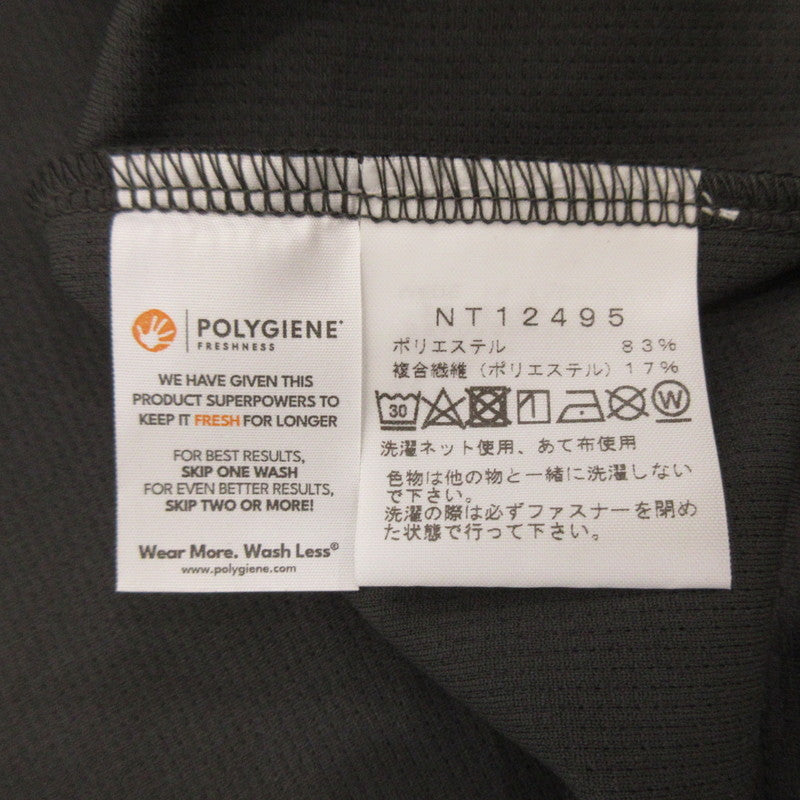 POLYGIENE®
FRESHNESS
WE HAVE GIVEN THIS
PRODUCT SUPERPOWERS TO
KEEP IT FRESH FOR LONGER
FOR BEST RESULTS,
SKIP ONE WASH
FOR EVEN BETTER RESULTS,
SKIP TWO OR MORE!
Wear More. Wash Less®
www.polygiene.com
NT12495
ポリエステル 83%
複合繊維(ポリエステル)17%
30 W
洗濯ネット使用、あて布使用
色物は他の物と一緒に洗濯しない
で下さい。
洗濯の際は必ずファスナーを閉め
た状態で行って下さい。